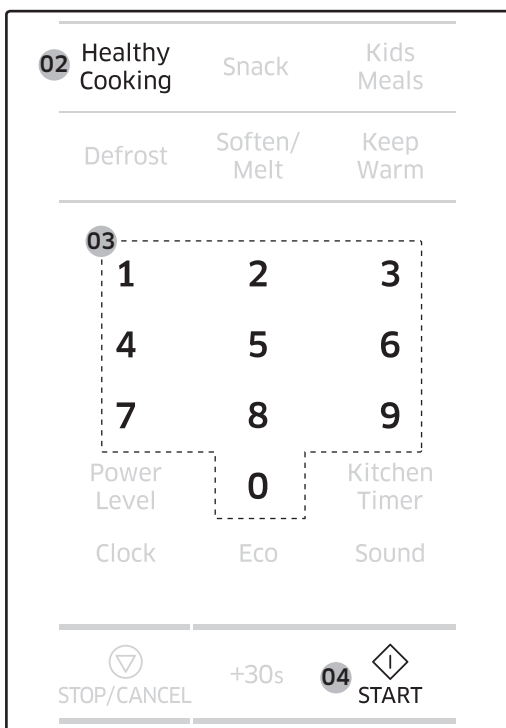 02 Healthy Cooking
Snack
Kids Meals
Defrost
Soften/ Melt
Keep Warm
03
1 2 3
4 5 6
7 8 9
Power Level
0
Kitchen Timer
Clock Eco Sound
STOP/CANCEL
+30s
04 START